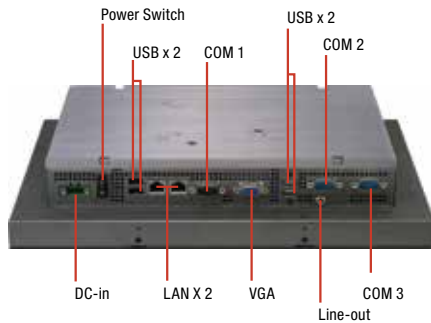 Power Switch
USB x 2
COM 1
USB x 2
COM 2
DC-in
LAN X 2
VGA
Line-out
COM 3